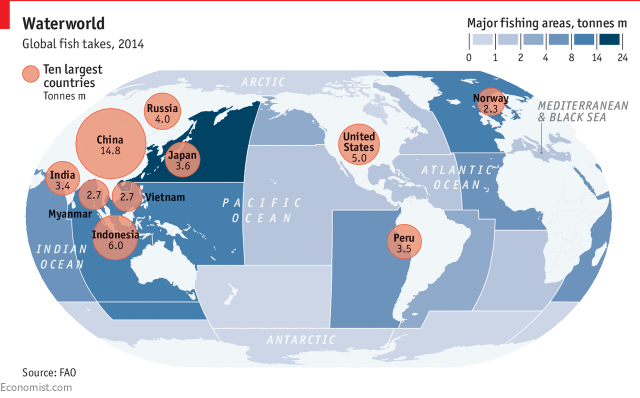 Waterworld
Global fish takes, 2014
Ten largest
countries
Tonnes m
Major fishing areas, tonnes m
0 1 2 4 8 14 24
ARCTIC
Russia
4.0
Norway
2.3
MEDITERRANEAN
& BLACK SEA
China
14.8
United
States
5.0
Japan
3.6
India
3.4
ATLANTIC
OCEAN
2.7
2.7
Vietnam
Myanmar
PACIFIC
OCEAN
Indonesia
6.0
Peru
3.5
INDIAN
OCEAN
ANTARCTIC
Source: FAO
Economist.com